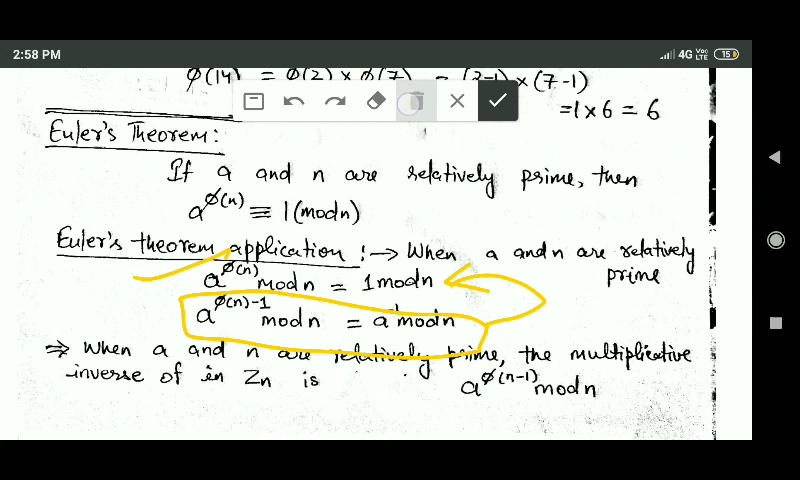 2:58 PM
4G Vo LTE 15
φ(14) = φ(2) × φ(7) = (2-1) × (7-1)
=1 × 6 = 6
Euler's Theorem:
If a and n are relatively prime, then
a^φ(n) ≡ 1 (mod n)
Euler's theorem application :→ When a and n are relatively prime
a^φ(n) mod n = 1 mod n
a^φ(n)-1 mod n = a' mod n
⇒ When a and n are relatively prime, the multiplicative
inverse of in Zn is a^φ(n-1) mod n